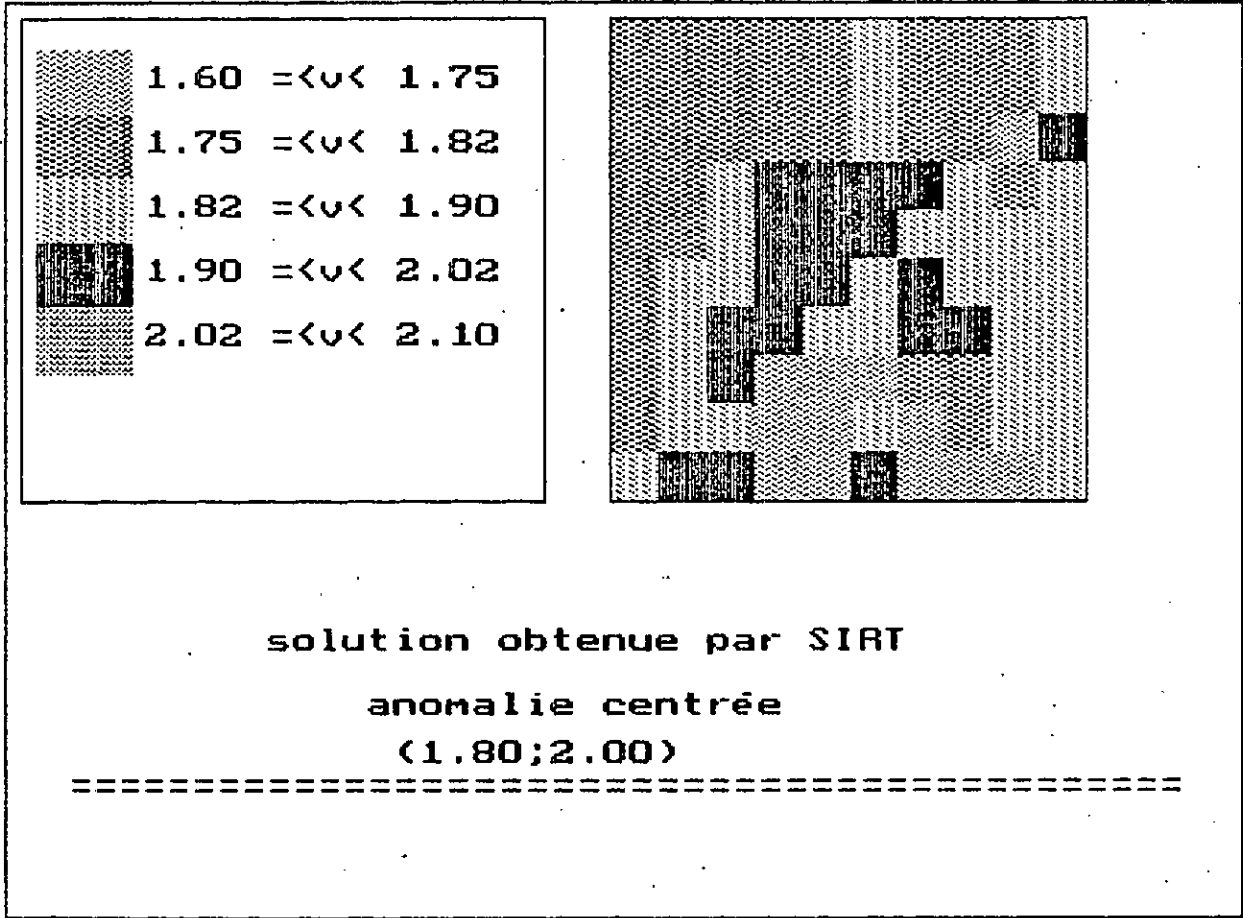 1.60 =<v< 1.75
1.75 =<v< 1.82
1.82 =<v< 1.90
1.90 =<v< 2.02
2.02 =<v< 2.10
solution obtenue par SIRT
anomalie centrée
(1.80;2.00)
==============================================